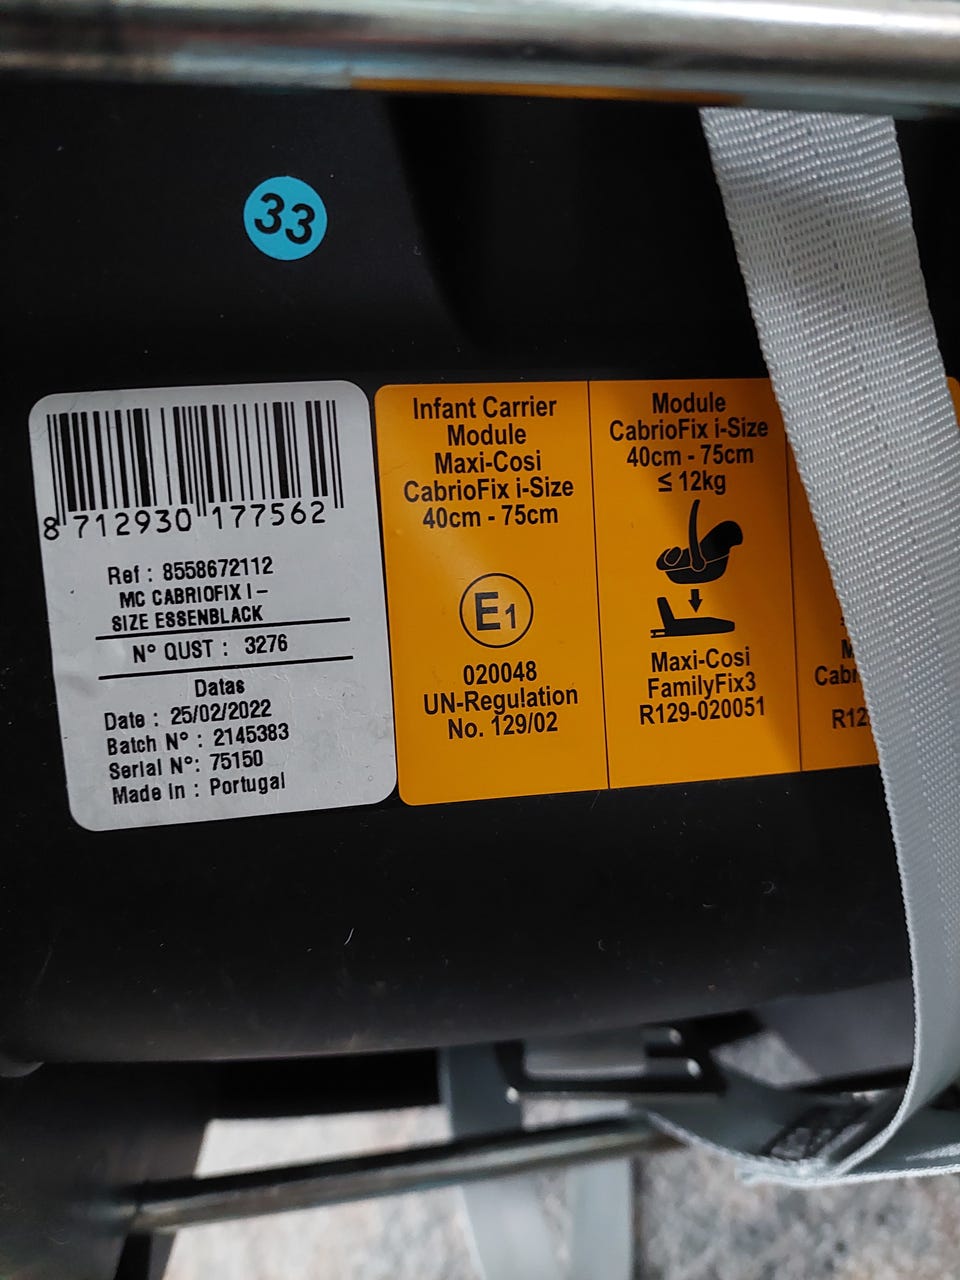 33
8 712930 177562
Ref : 8558672112
MC CABRIOFIX I -
SIZE ESSENBLACK
N° QUST : 3276
Datas
Date : 25/02/2022
Batch N° : 2145383
Serial N°: 75150
Made in : Portugal
Infant Carrier
Module
Maxi-Cosi
CabrioFix i-Size
40cm - 75cm
E1
020048
UN-Regulation
No. 129/02
Module
CabrioFix i-Size
40cm - 75cm
≤ 12kg
Maxi-Cosi
FamilyFix3
R129-020051